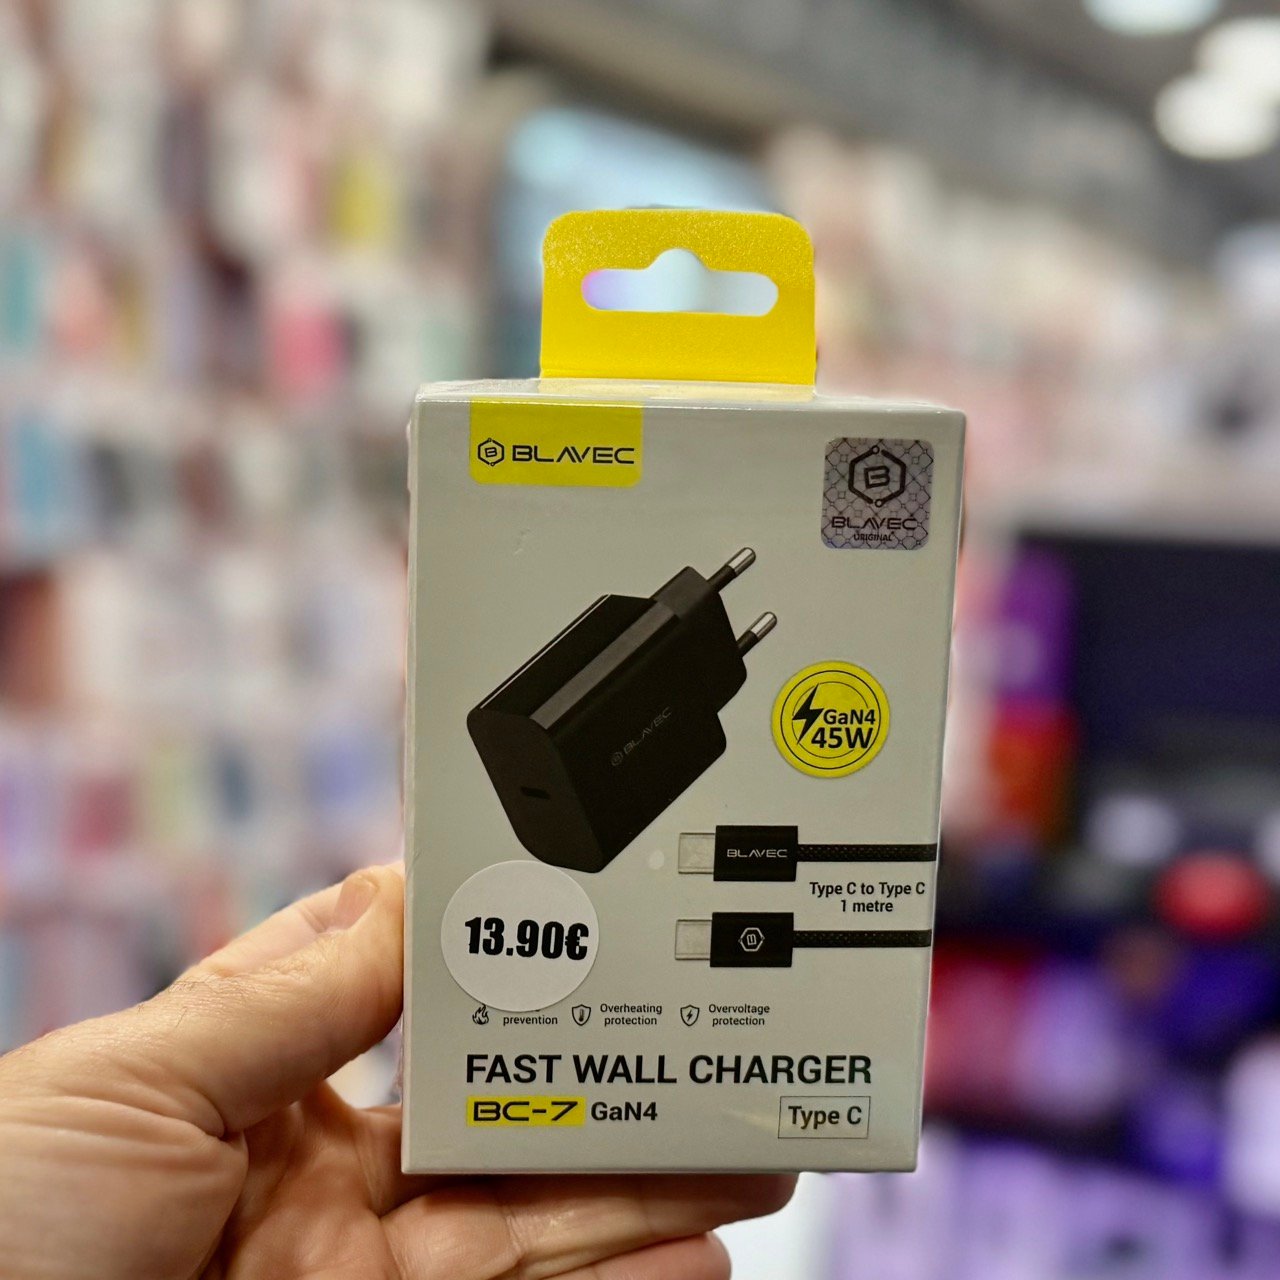 BLAVEC
BLAVEC
ORIGINAL
BLAVEC
GaN4
45W
BLAVEC
Type C to Type C
1 metre
13.90€
prevention
Overheating
protection
Overvoltage
protection
FAST WALL CHARGER
BC-7 GaN4
Type C